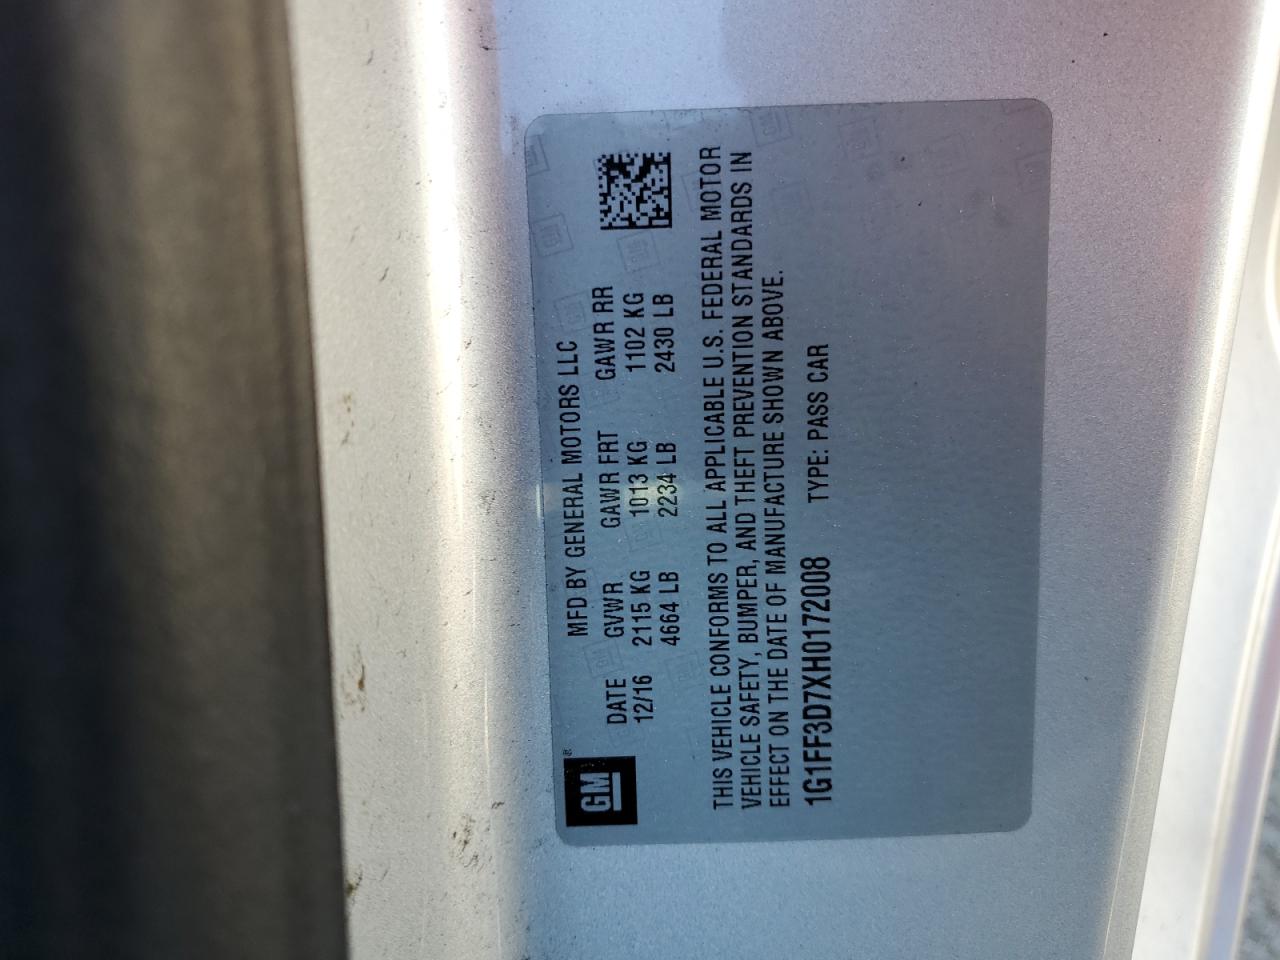 MFD BY GENERAL MOTORS LLC
GM ®
DATE GVWR GAWR FRT GAWR RR
12/16 2115 KG 1013 KG 1102 KG
4664 LB 2234 LB 2430 LB
THIS VEHICLE CONFORMS TO ALL APPLICABLE U.S. FEDERAL MOTOR
VEHICLE SAFETY, BUMPER, AND THEFT PREVENTION STANDARDS IN
EFFECT ON THE DATE OF MANUFACTURE SHOWN ABOVE.
1G1FF3D7XH0172008 TYPE: PASS CAR